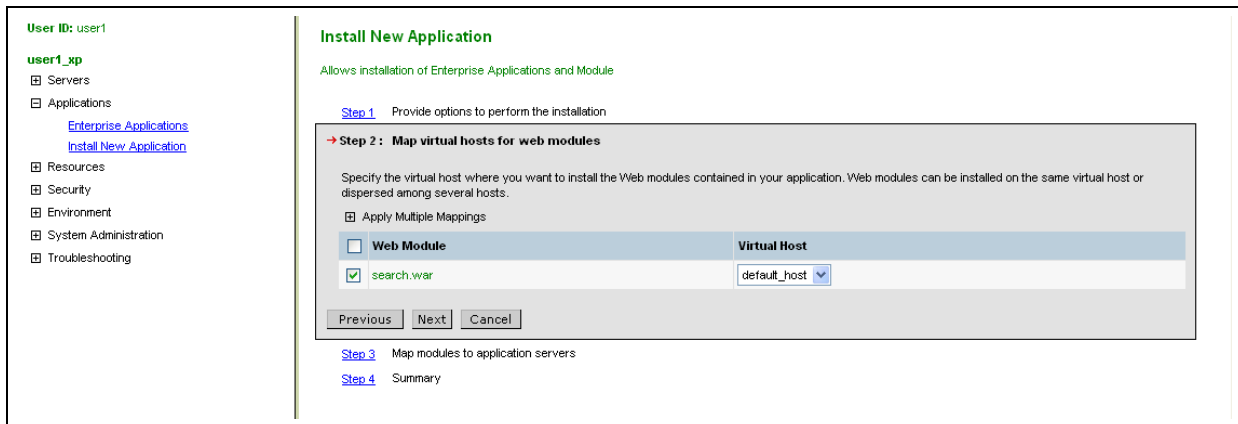 User ID: user1
user1_xp
Servers
Applications
Enterprise Applications
Install New Application
Resources
Security
Environment
System Administration
Troubleshooting
Install New Application
Allows installation of Enterprise Applications and Module
Step 1 Provide options to perform the installation
Step 2 : Map virtual hosts for web modules
Specify the virtual host where you want to install the Web modules contained in your application. Web modules can be installed on the same virtual host or
dispersed among several hosts.
Apply Multiple Mappings
Web Module Virtual Host
search.war default_host
Previous Next Cancel
Step 3 Map modules to application servers
Step 4 Summary